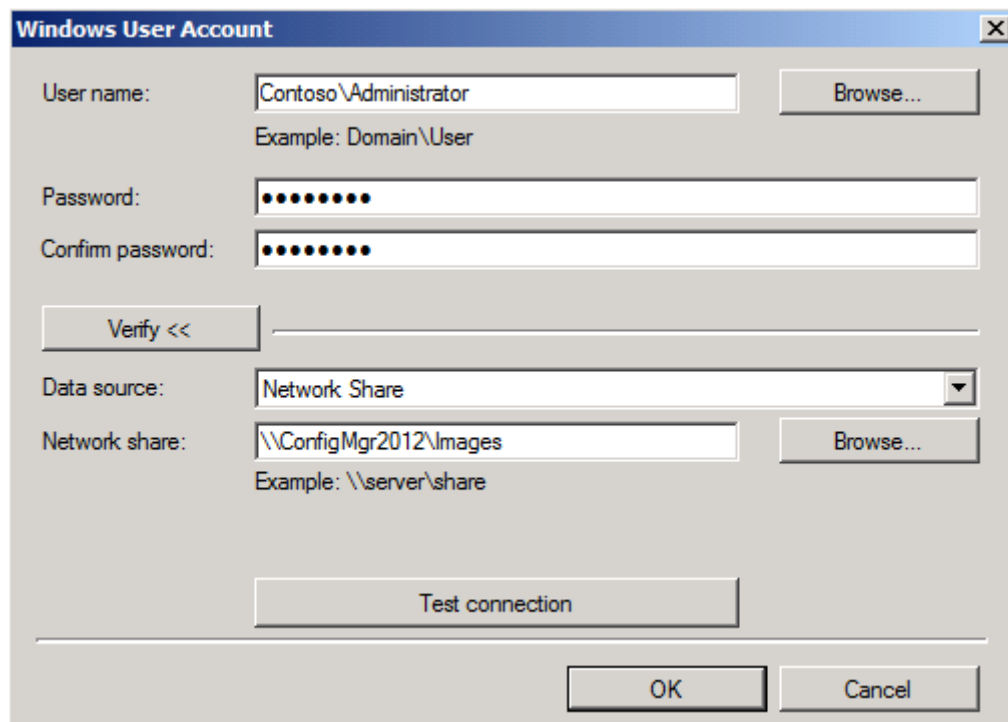 Windows User Account
User name: Contoso\Administrator Browse...
Example: Domain\User
Password: ●●●●●●●●
Confirm password: ●●●●●●●●
Verify <<
Data source: Network Share
Network share: \\ConfigMgr2012\Images Browse...
Example: \\server\share
Test connection
OK Cancel